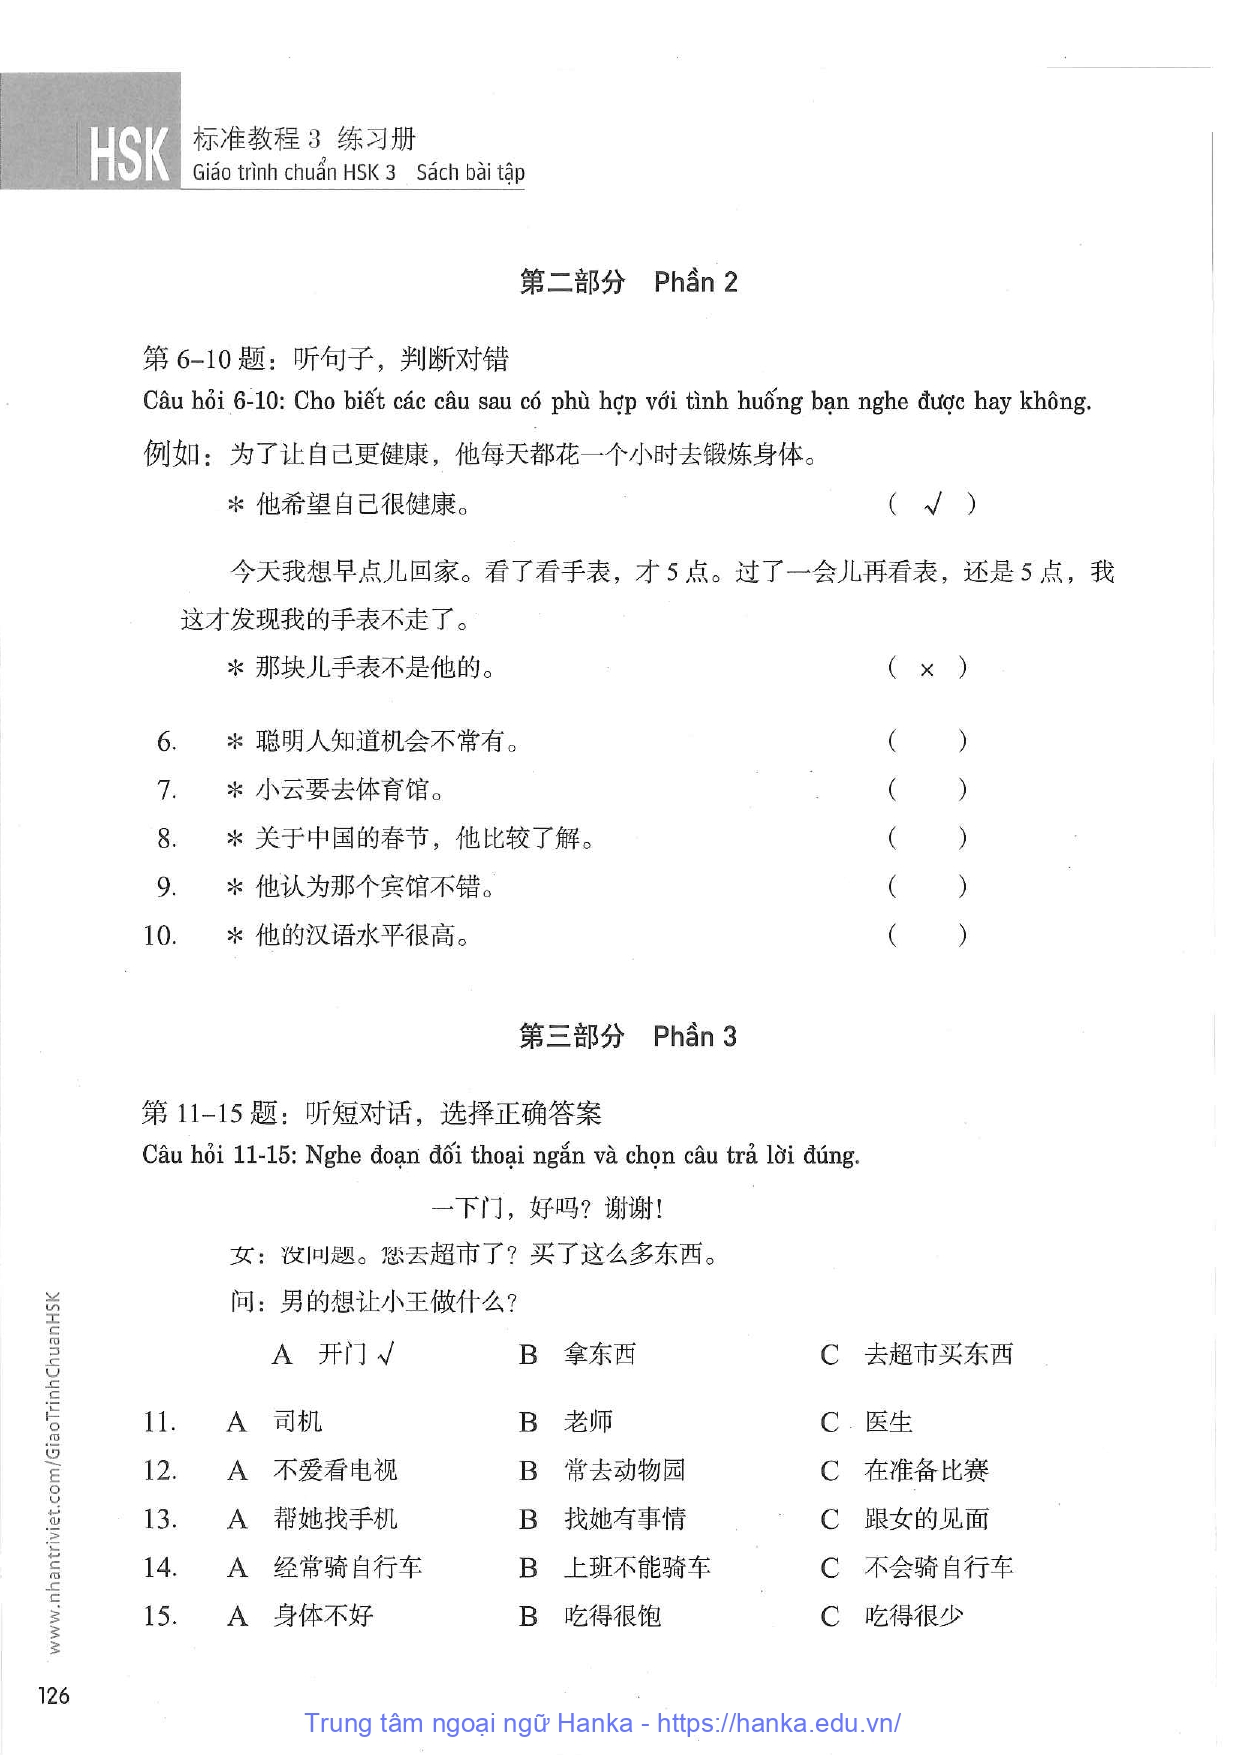 HSK 标准教程 3 练习册
Giáo trình chuẩn HSK 3 Sách bài tập
第二部分 Phần 2
第 6–10 题：听句子，判断对错
Câu hỏi 6-10: Cho biết các câu sau có phù hợp với tình huống bạn nghe được hay không.
例如：为了让自己更健康，他每天都花一个小时去锻炼身体。
＊ 他希望自己很健康。 （ √ ）
今天我想早点儿回家。看了看手表，才 5 点。过了一会儿再看表，还是 5 点，我
这才发现我的手表不走了。
＊ 那块儿手表不是他的。 （ × ）
6. ＊ 聪明人知道机会不常有。 （ ）
7. ＊ 小云要去体育馆。 （ ）
8. ＊ 关于中国的春节，他比较了解。 （ ）
9. ＊ 他认为那个宾馆不错。 （ ）
10. ＊ 他的汉语水平很高。 （ ）
第三部分 Phần 3
第 11–15 题：听短对话，选择正确答案
Câu hỏi 11-15: Nghe đoạn đối thoại ngắn và chọn câu trả lời đúng.
一下门，好吗？谢谢！
女：没问题。您去超市了？买了这么多东西。
问：男的想让小王做什么？
A 开门 √ B 拿东西 C 去超市买东西
11. A 司机 B 老师 C 医生
12. A 不爱看电视 B 常去动物园 C 在准备比赛
13. A 帮她找手机 B 找她有事情 C 跟女的见面
14. A 经常骑自行车 B 上班不能骑车 C 不会骑自行车
15. A 身体不好 B 吃得很饱 C 吃得很少
www.nhantriviet.com/GiaoTrinhChuanHSK
126
Trung tâm ngoại ngữ Hanka - https://hanka.edu.vn/